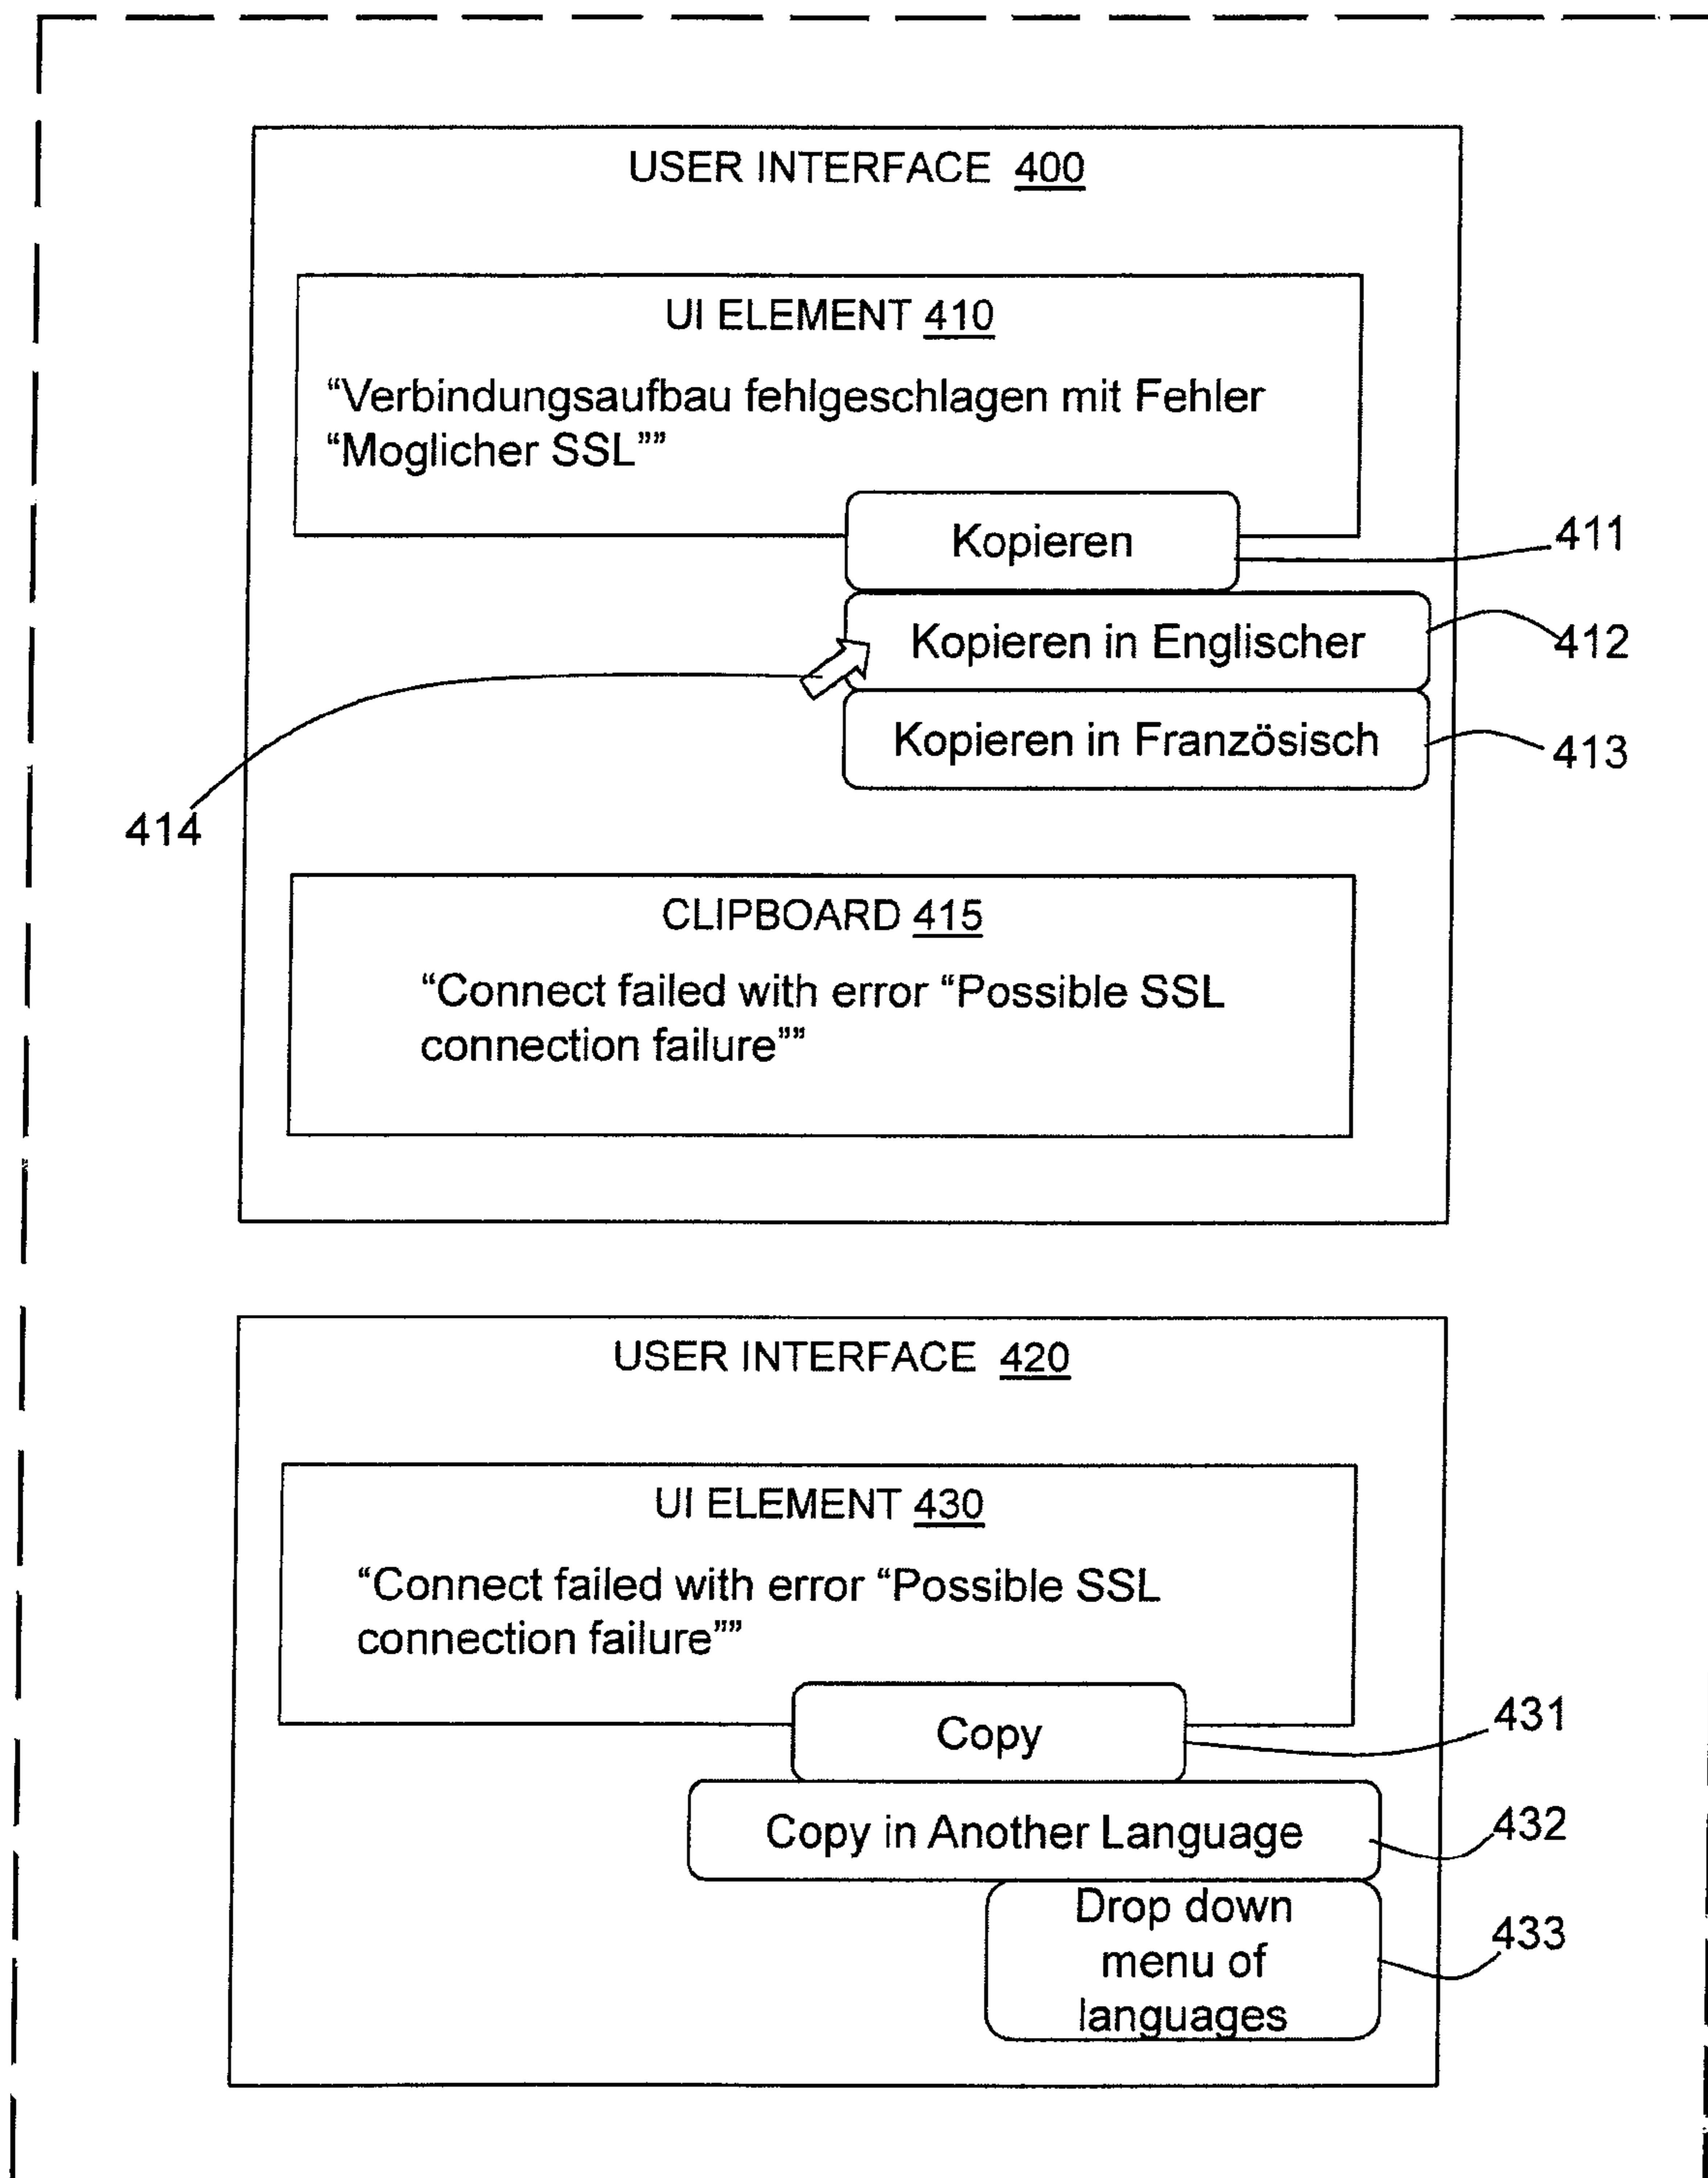 USER INTERFACE 400
UI ELEMENT 410
“Verbindungsaufbau fehlgeschlagen mit Fehler
“Moglicher SSL””
Kopieren
411
Kopieren in Englischer
412
Kopieren in Französisch
413
414
CLIPBOARD 415
“Connect failed with error “Possible SSL
connection failure””
USER INTERFACE 420
UI ELEMENT 430
“Connect failed with error “Possible SSL
connection failure””
Copy
431
Copy in Another Language
432
Drop down
menu of
languages
433